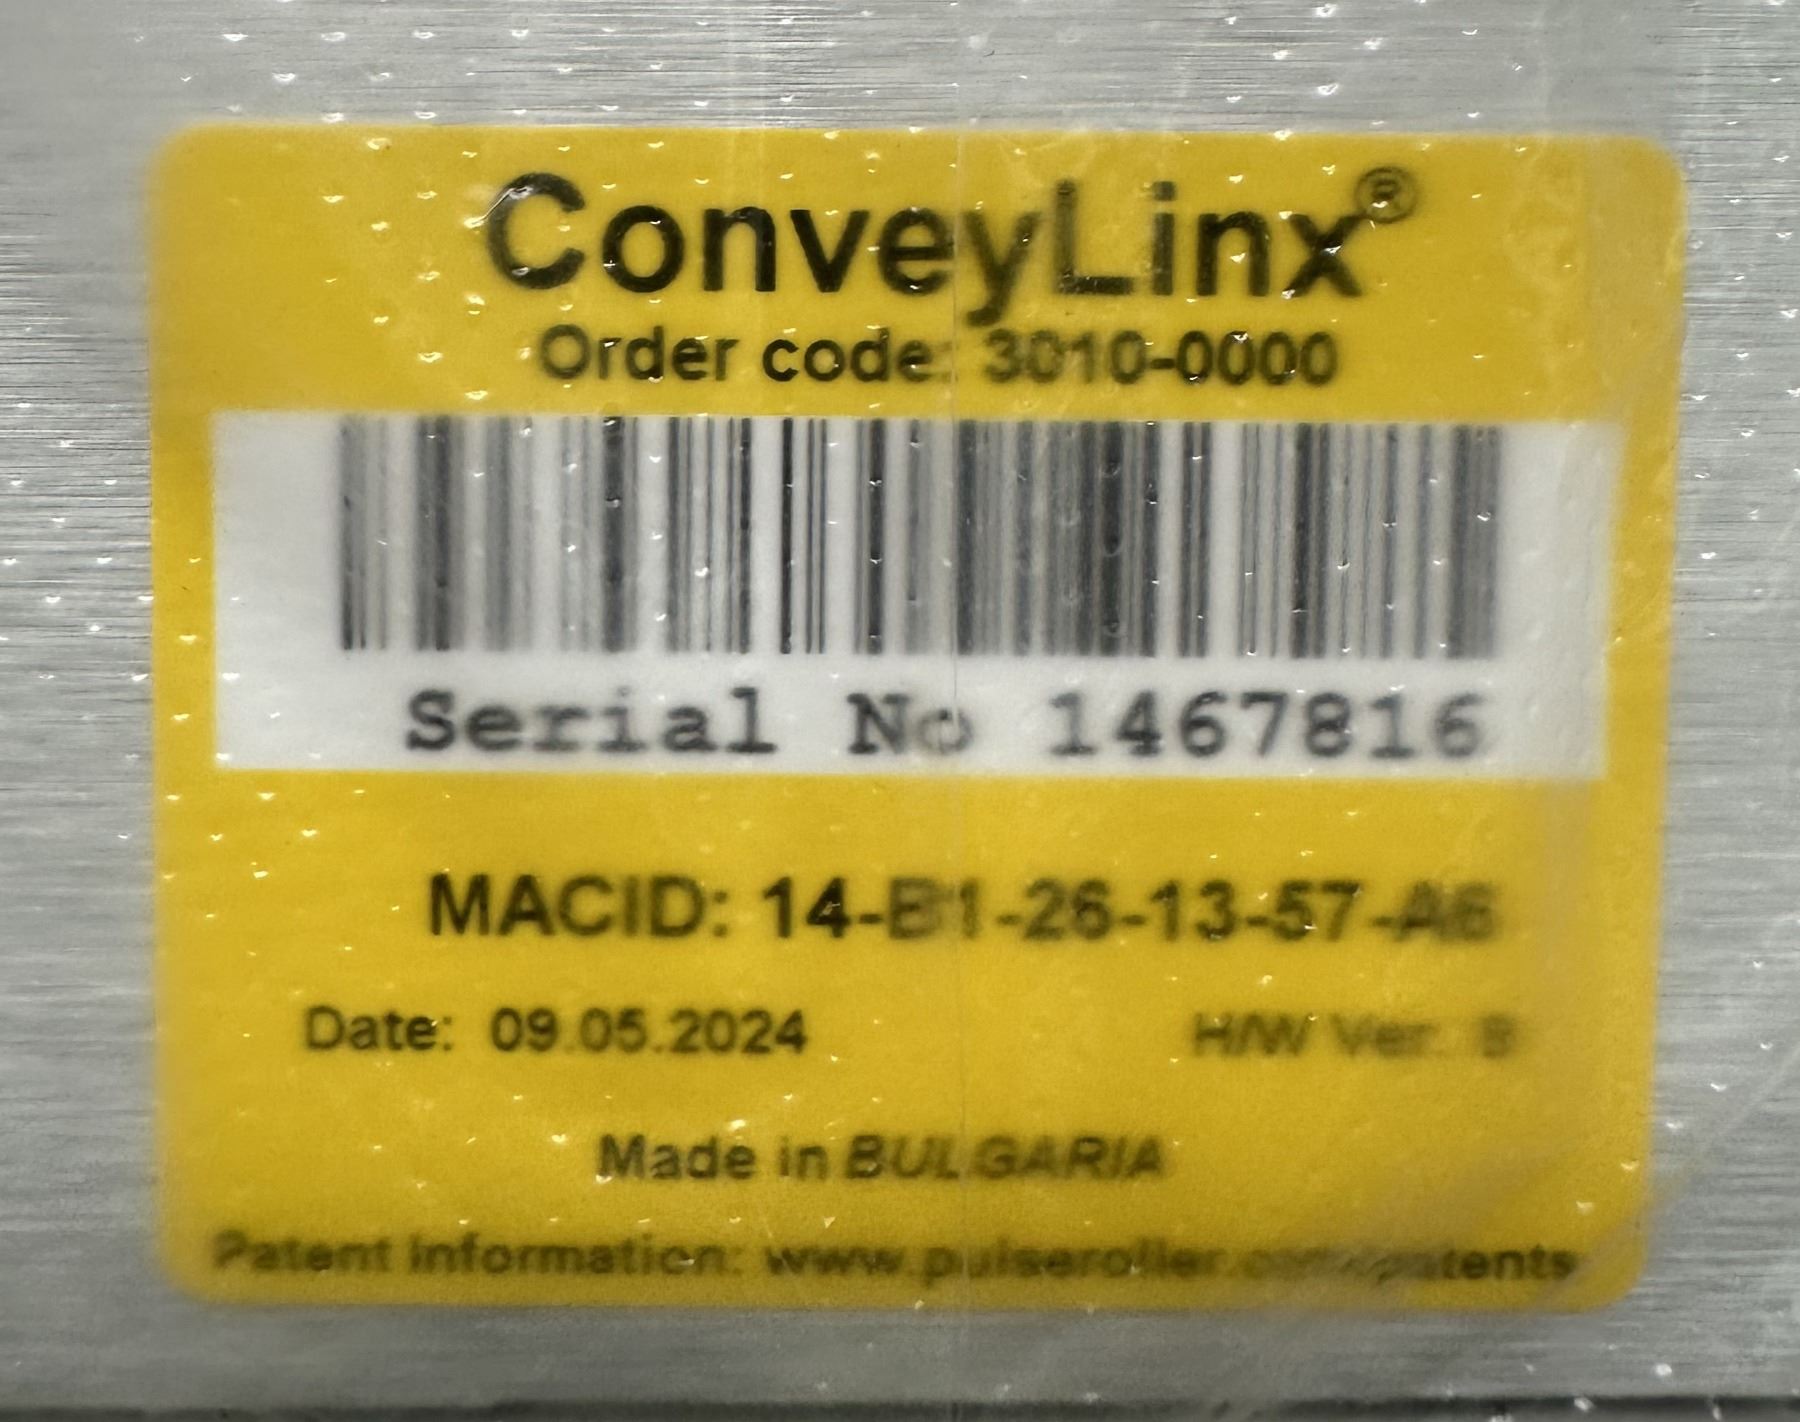 ConveyLinx®
Order code: 3010-0000
Serial No 1467816
MACID: 14-B1-26-13-57-A6
Date: 09.05.2024
H/W Ver.
Made in BULGARIA
Patent Information: www.pulseroller.com/patents